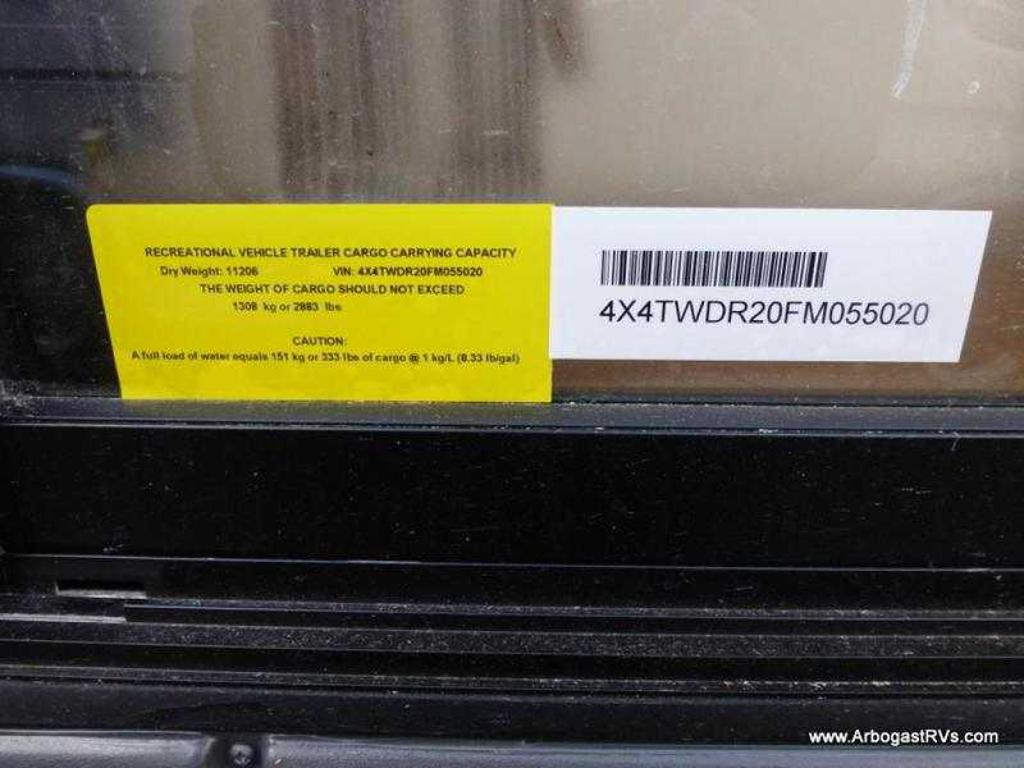 RECREATIONAL VEHICLE TRAILER CARGO CARRYING CAPACITY
Dry Weight: 11206 VIN: 4X4TWDR20FM055020
THE WEIGHT OF CARGO SHOULD NOT EXCEED
1308 kg or 2883 lbs
CAUTION:
A full load of water equals 151 kg or 333 lbs of cargo @ 1 kg/L (8.33 lb/gal)
4X4TWDR20FM055020
www.ArbogastRVs.com